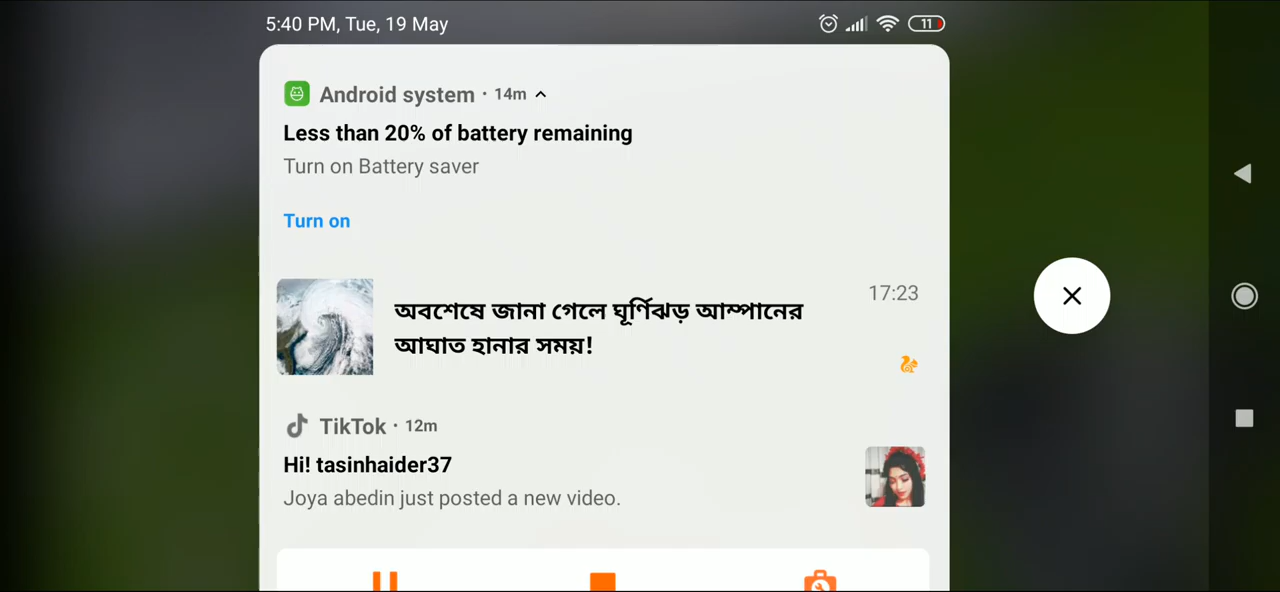 5:40 PM, Tue, 19 May
11
Android system · 14m
Less than 20% of battery remaining
Turn on Battery saver
Turn on
17:23
অবশেষে জানা গেলে ঘূর্ণিঝড় আম্পানের
আঘাত হানার সময়!
TikTok · 12m
Hi! tasinhaider37
Joya abedin just posted a new video.